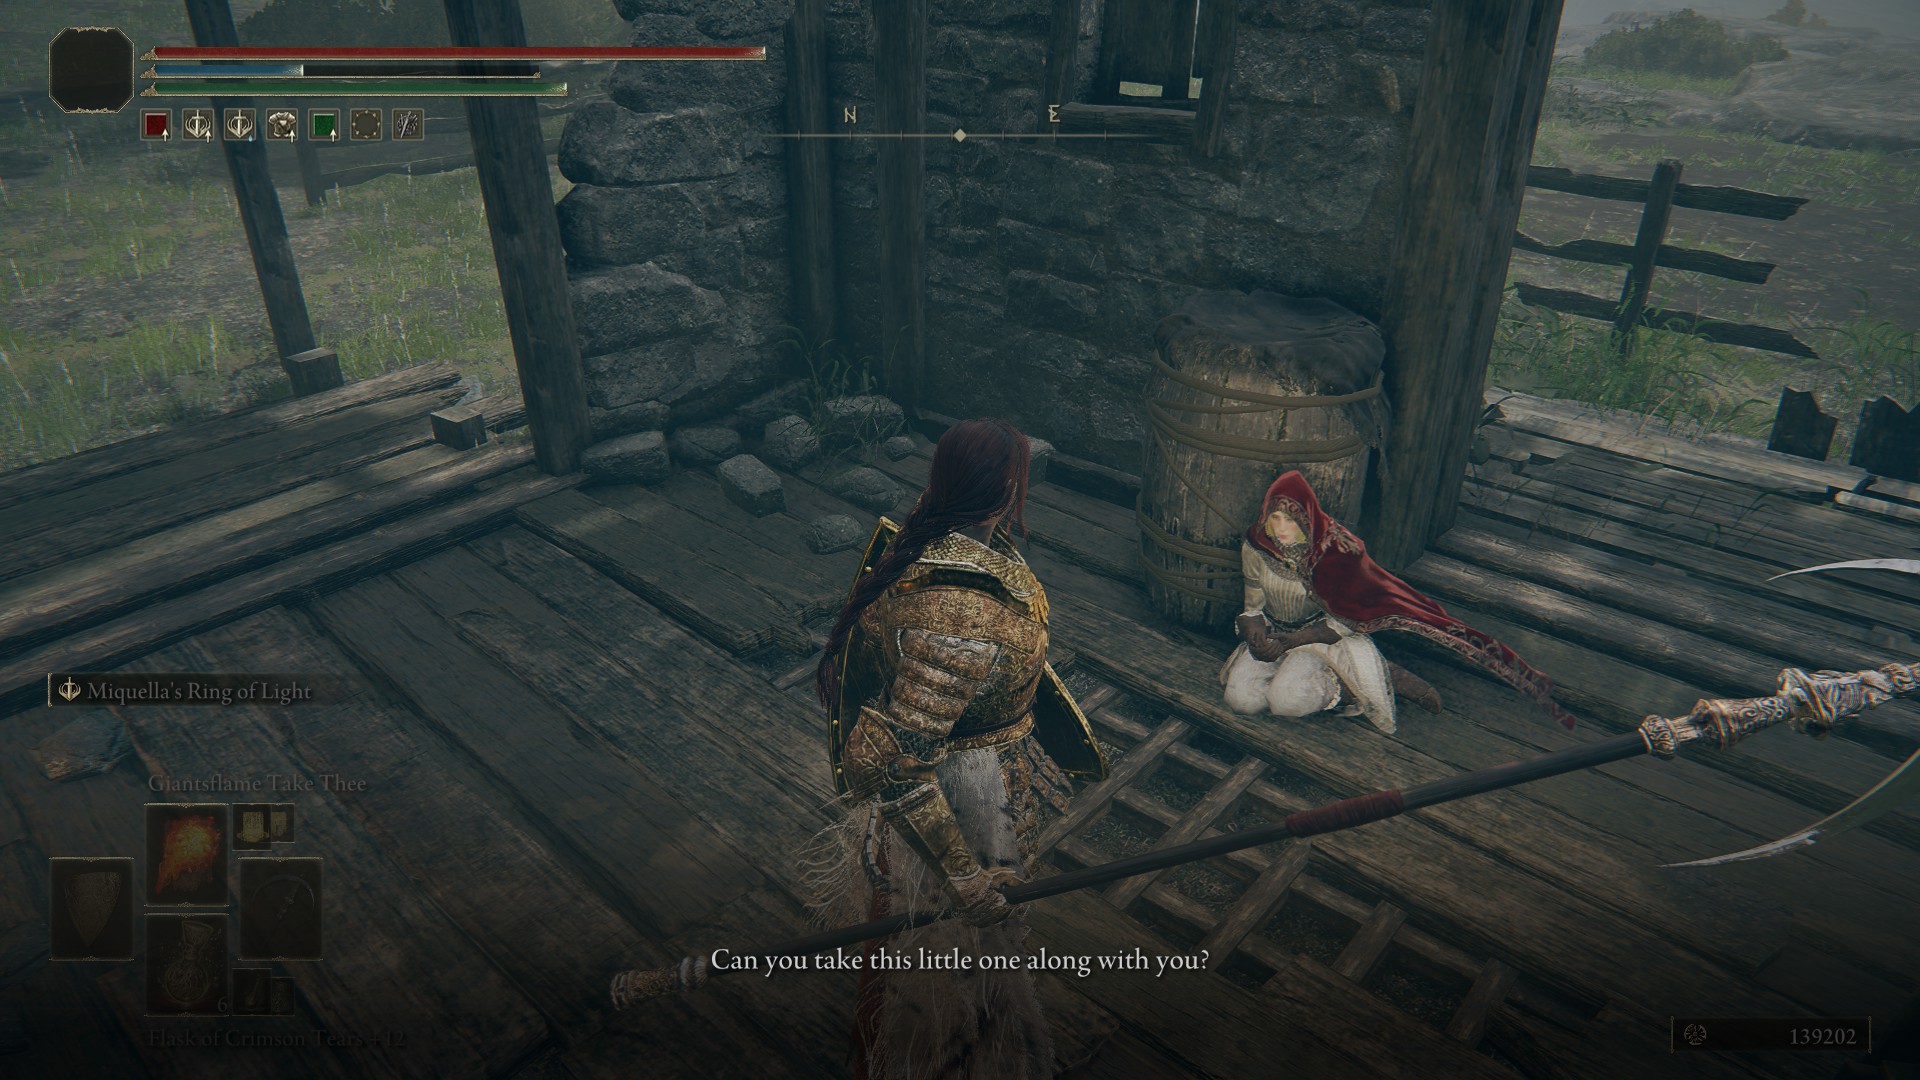 N
E
Miquella's Ring of Light
Giantsflame Take Thee
6
Flask of Crimson Tears +12
Can you take this little one along with you?
139202